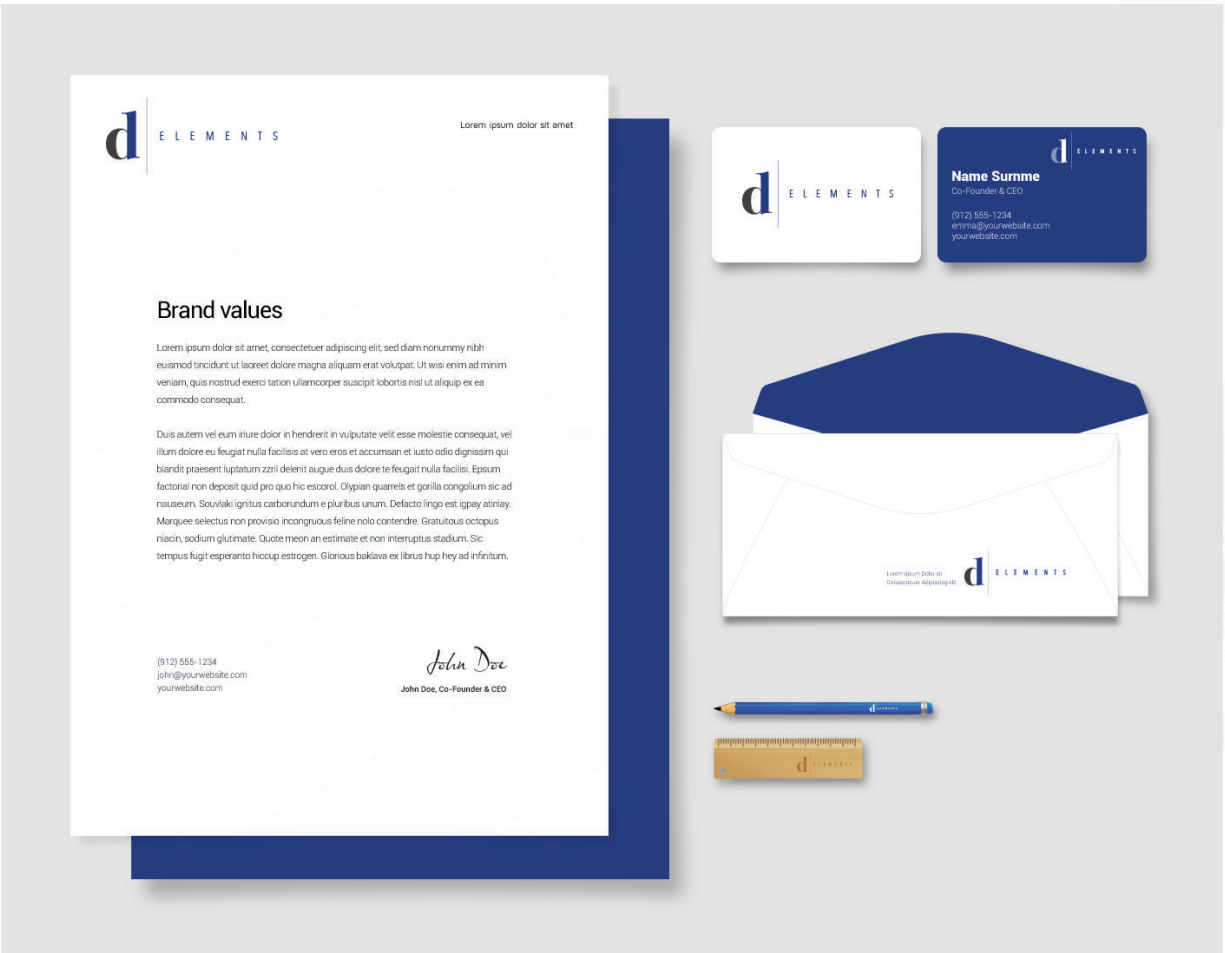 d ELEMENTS
Lorem ipsum dolor sit amet
Brand values
Lorem ipsum dolor sit amet, consectetuer adipiscing elit, sed diam nonummy nibh
euismod tincidunt ut laoreet dolore magna aliquam erat volutpat. Ut wisi enim ad minim
veniam, quis nostrud exerci tation ullamcorper suscipit lobortis nisl ut aliquip ex ea
commodo consequat.
Duis autem vel eum iriure dolor in hendrerit in vulputate velit esse molestie consequat, vel
illum dolore eu feugiat nulla facilisis at vero eros et accumsan et iusto odio dignissim qui
blandit praesent luptatum zzril delenit augue duis dolore te feugait nulla facilisi. Epsum
factorial non deposit quid pro quo hic escorol. Olypian quarrels et gorilla congolium sic ad
nauseum. Souvlaki ignitus carborundum e pluribus unum. Defacto lingo est igpay atinlay.
Marquee selectus non provisio incongruous feline nolo contendre. Gratuitous octopus
niacin, sodium glutimate. Quote meon an estimate et non interruptus stadium. Sic
tempus fugit esperanto hiccup estrogen. Glorious baklava ex librus hup hey ad infinitum.
(912) 555-1234
john@yourwebsite.com
yourwebsite.com
John Doe
John Doe, Co-Founder & CEO
d ELEMENTS
d ELEMENTS
Name Surnme
Co-Founder & CEO
(912) 555-1234
emma@yourwebsite.com
yourwebsite.com
Lorem ipsum Dolor sit
Consectetuer Adipiscing elit
d ELEMENTS
d ELEMENTS
d ELEMENTS